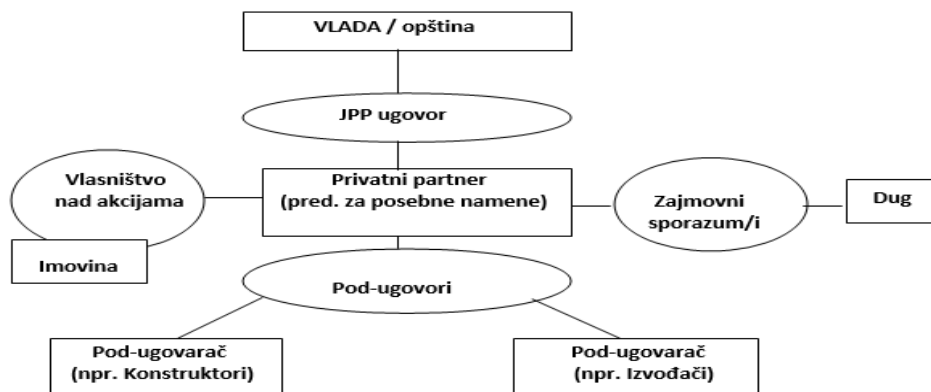 VLADA / opština
JPP ugovor
Vlasništvo
nad akcijama
Imovina
Privatni partner
(pred. za posebne namene)
Zajmovni
sporazum/i
Dug
Pod-ugovori
Pod-ugovarač
(npr. Konstruktori)
Pod-ugovarač
(npr. Izvođači)